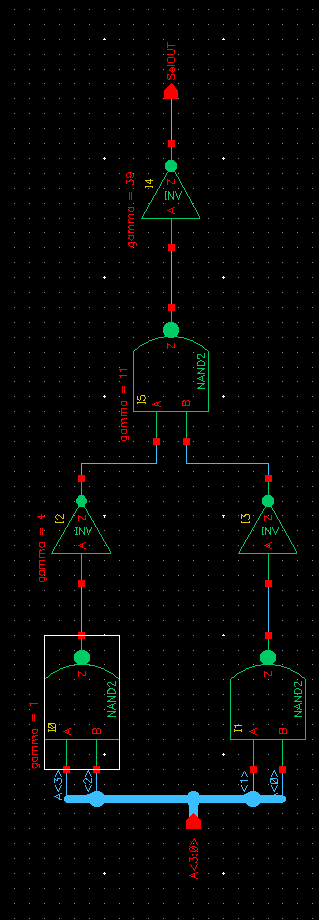 SelOUT
gamma = 39
I4
INV
A
Z
gamma = 11
I5
NAND2
A
B
Z
gamma = 4
I2
INV
A
Z
I3
INV
A
Z
gamma = 1
I0
NAND2
A
B
Z
I1
NAND2
A
B
Z
A<3>
<2>
<1>
<0>
A<3:0>